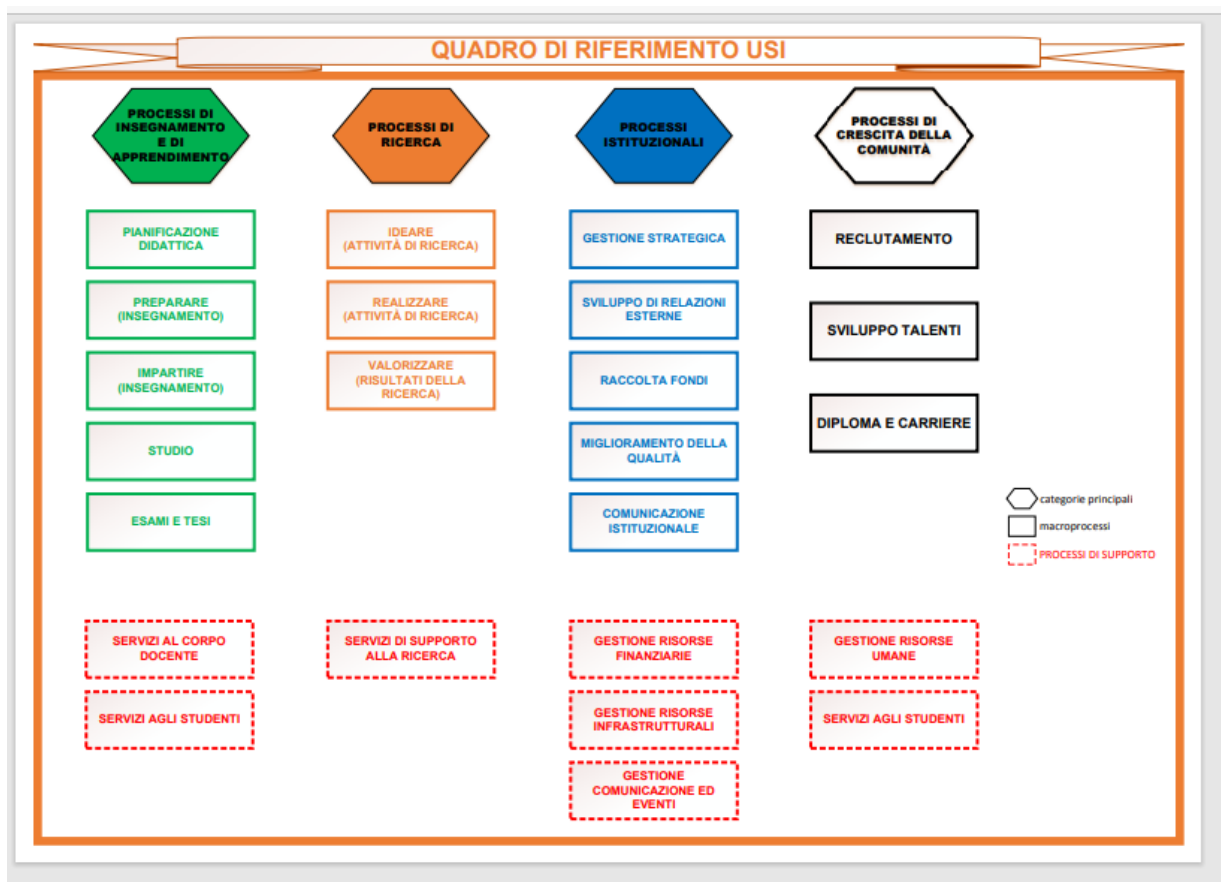 QUADRO DI RIFERIMENTO USI
PROCESSI DI
INSEGNAMENTO
E DI
APPRENDIMENTO
PROCESSI DI
RICERCA
PROCESSI
ISTITUZIONALI
PROCESSI DI
CRESCITA DELLA
COMUNITÀ
PIANIFICAZIONE
DIDATTICA
IDEARE
(ATTIVITÀ DI RICERCA)
GESTIONE STRATEGICA
RECLUTAMENTO
PREPARARE
(INSEGNAMENTO)
REALIZZARE
(ATTIVITÀ DI RICERCA)
SVILUPPO DI RELAZIONI
ESTERNE
SVILUPPO TALENTI
IMPARTIRE
(INSEGNAMENTO)
VALORIZZARE
(RISULTATI DELLA
RICERCA)
RACCOLTA FONDI
DIPLOMA E CARRIERE
STUDIO
MIGLIORAMENTO DELLA
QUALITÀ
ESAMI E TESI
COMUNICAZIONE
ISTITUZIONALE
categorie principali
macroprocessi
PROCESSI DI SUPPORTO
SERVIZI AL CORPO
DOCENTE
SERVIZI DI SUPPORTO
ALLA RICERCA
GESTIONE RISORSE
FINANZIARIE
GESTIONE RISORSE
UMANE
SERVIZI AGLI STUDENTI
GESTIONE RISORSE
INFRASTRUTTURALI
SERVIZI AGLI STUDENTI
GESTIONE
COMUNICAZIONE ED
EVENTI